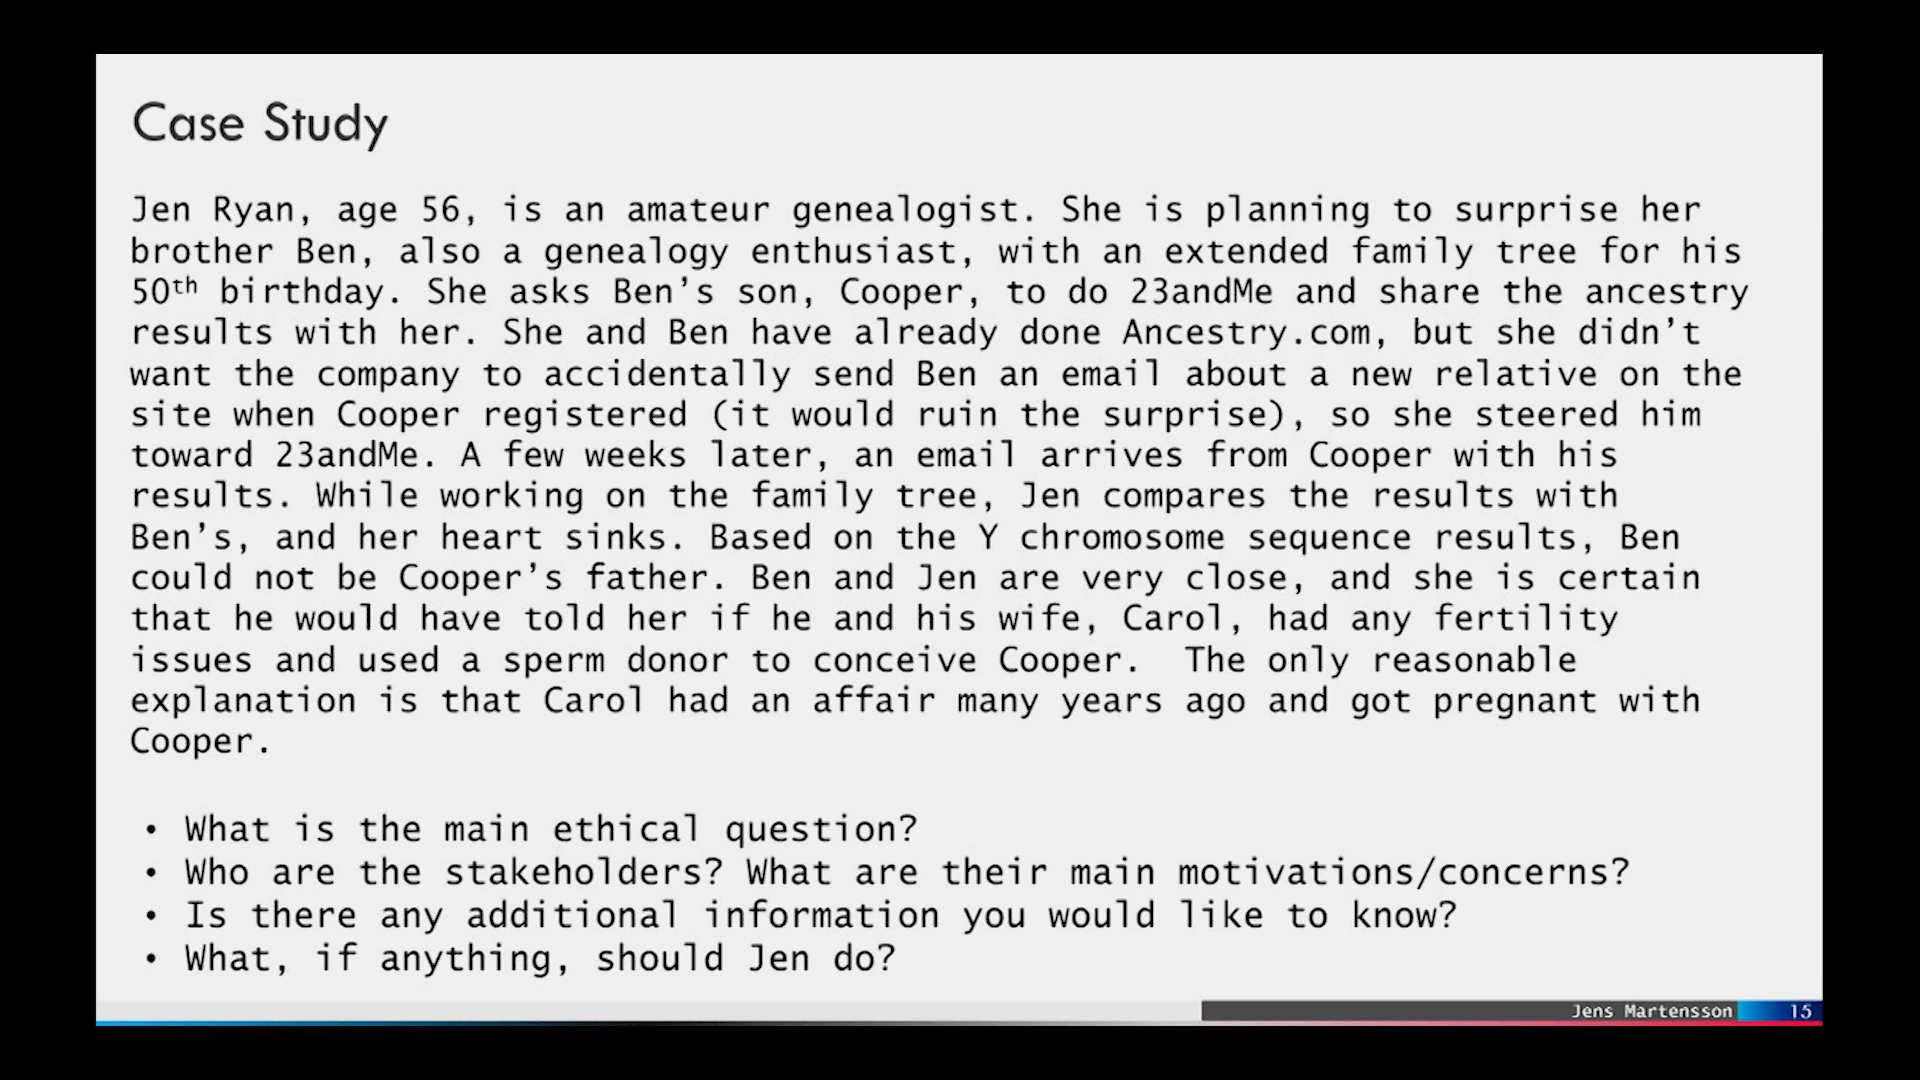 Case Study
Jen Ryan, age 56, is an amateur genealogist. She is planning to surprise her
brother Ben, also a genealogy enthusiast, with an extended family tree for his
50th birthday. She asks Ben’s son, Cooper, to do 23andMe and share the ancestry
results with her. She and Ben have already done Ancestry.com, but she didn’t
want the company to accidentally send Ben an email about a new relative on the
site when Cooper registered (it would ruin the surprise), so she steered him
toward 23andMe. A few weeks later, an email arrives from Cooper with his
results. While working on the family tree, Jen compares the results with
Ben’s, and her heart sinks. Based on the Y chromosome sequence results, Ben
could not be Cooper’s father. Ben and Jen are very close, and she is certain
that he would have told her if he and his wife, Carol, had any fertility
issues and used a sperm donor to conceive Cooper. The only reasonable
explanation is that Carol had an affair many years ago and got pregnant with
Cooper.
• What is the main ethical question?
• Who are the stakeholders? What are their main motivations/concerns?
• Is there any additional information you would like to know?
• What, if anything, should Jen do?
Jens Martensson 15